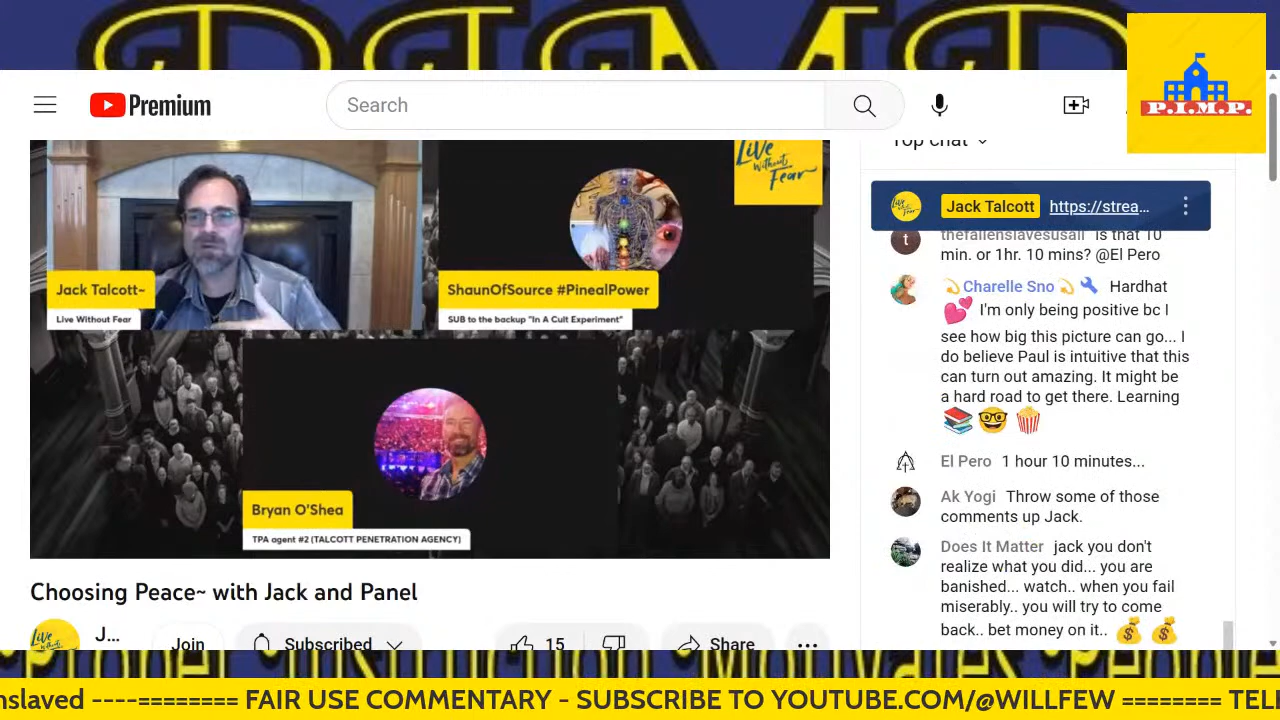 P.I.M.P.
Premium
Search
P.I.M.P.
Live
Without
Fear
Jack Talcott~
Live Without Fear
ShaunOfSource #PinealPower
SUB to the backup "In A Cult Experiment"
Bryan O'Shea
TPA agent #2 (TALCOTT PENETRATION AGENCY)
Top chat
Jack Talcott https://strea...
thefallenslavesusall Is that 10
min. or 1hr. 10 mins? @El Pero
💫Charelle Sno💫 Hardhat
💕 I'm only being positive bc I
see how big this picture can go... I
do believe Paul is intuitive that this
can turn out amazing. It might be
a hard road to get there. Learning
📚 🤓 🍿
El Pero 1 hour 10 minutes...
Ak Yogi Throw some of those
comments up Jack.
Does It Matter jack you don't
realize what you did... you are
banished... watch.. when you fail
miserably.. you will try to come
back.. bet money on it.. 💰 💰
Choosing Peace~ with Jack and Panel
Live
J...
Join
Subscribed
15
Share
Proper Instruction Motivates People
nslaved ----======== FAIR USE COMMENTARY - SUBSCRIBE TO YOUTUBE.COM/@WILLFEW ======== TEL